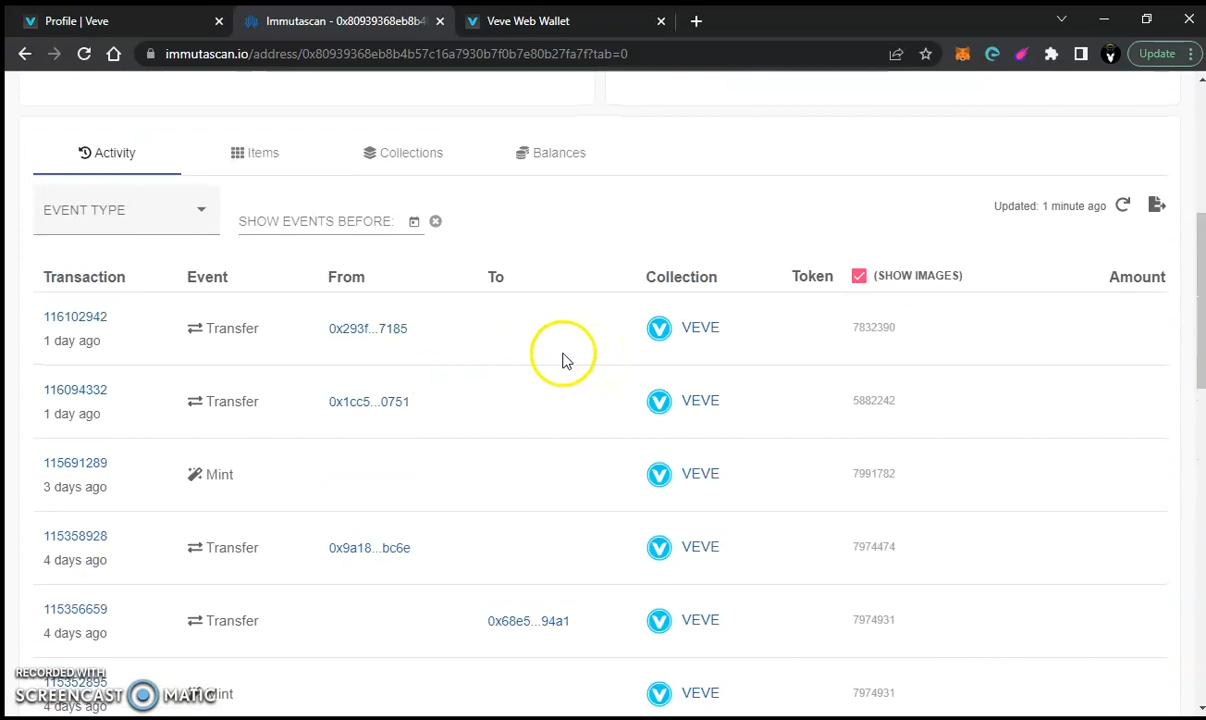 Profile | Veve
Immutascan - 0x80939368eb8b4
Veve Web Wallet
immutascan.io/address/0x80939368eb8b4b57c16a7930b7f0b7e80b27fa7f?tab=0
Update
Activity
Items
Collections
Balances
EVENT TYPE
SHOW EVENTS BEFORE:
Updated: 1 minute ago
Transaction Event From To Collection Token (SHOW IMAGES) Amount
116102942
1 day ago
Transfer 0x293f...7185 VEVE 7832390
116094332
1 day ago
Transfer 0x1cc5...0751 VEVE 5882242
115691289
3 days ago
Mint VEVE 7991782
115358928
4 days ago
Transfer 0x9a18...bc6e VEVE 7974474
115356659
4 days ago
Transfer 0x68e5...94a1 VEVE 7974931
115352895
4 days ago
Mint VEVE 7974931
RECORDED WITH
SCREENCAST MATIC